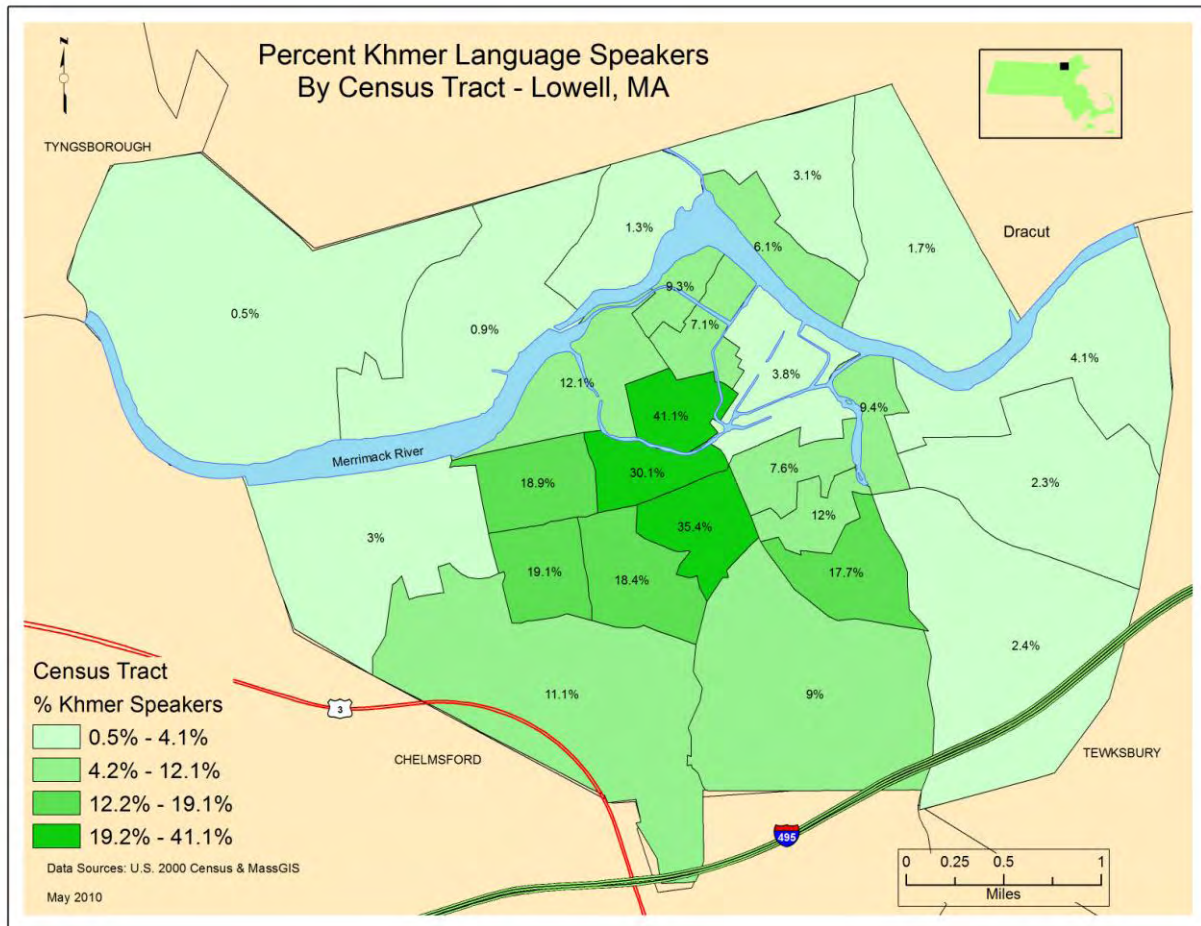 Percent Khmer Language Speakers
By Census Tract - Lowell, MA
N
TYNGSBOROUGH
3.1%
1.3%
6.1%
1.7%
Dracut
9.3%
0.5%
0.9%
7.1%
4.1%
3.8%
12.1%
41.1%
9.4%
Merrimack River
30.1%
7.6%
18.9%
2.3%
12%
35.4%
3%
19.1%
18.4%
17.7%
2.4%
11.1%
9%
Census Tract
% Khmer Speakers
0.5% - 4.1%
4.2% - 12.1%
12.2% - 19.1%
19.2% - 41.1%
3
CHELMSFORD
TEWKSBURY
495
Data Sources: U.S. 2000 Census & MassGIS
May 2010
0 0.25 0.5 1
Miles